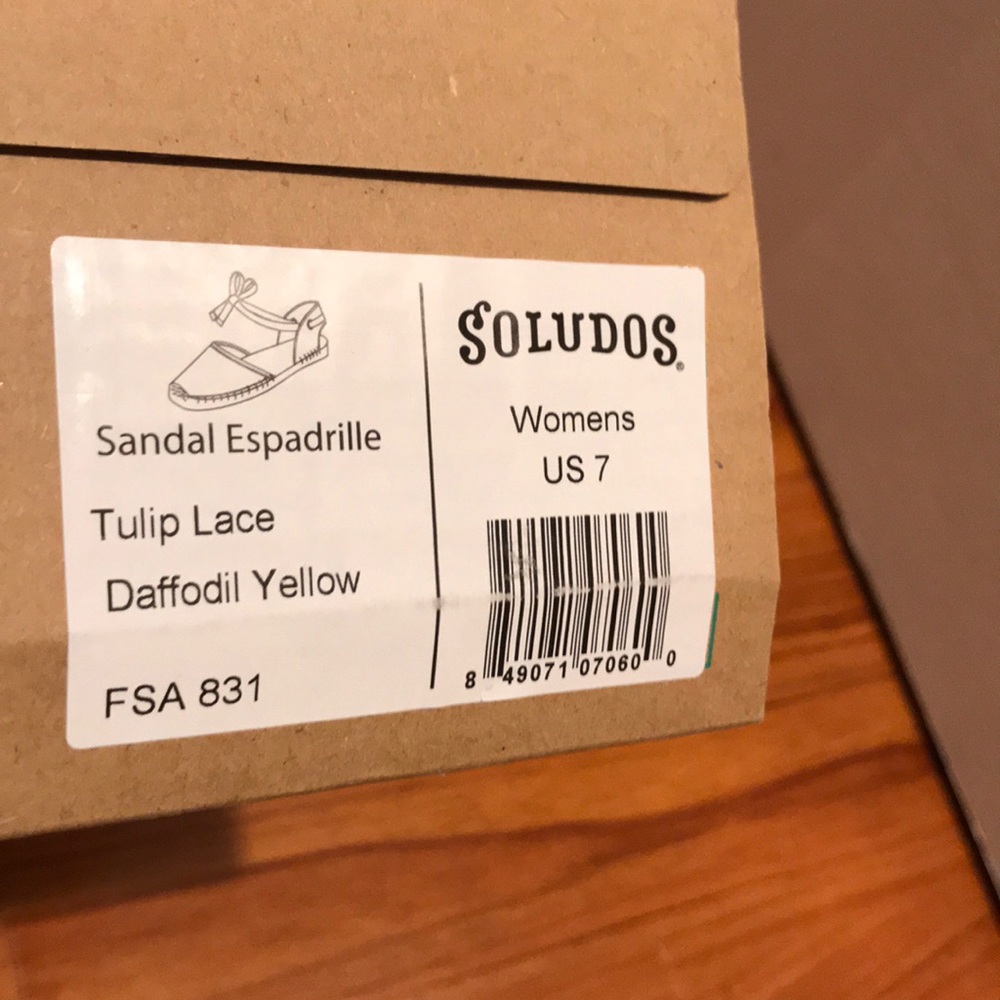 Sandal Espadrille
Tulip Lace
Daffodil Yellow
FSA 831
SOLUDOS®
Womens
US 7
8 49071 07060 0